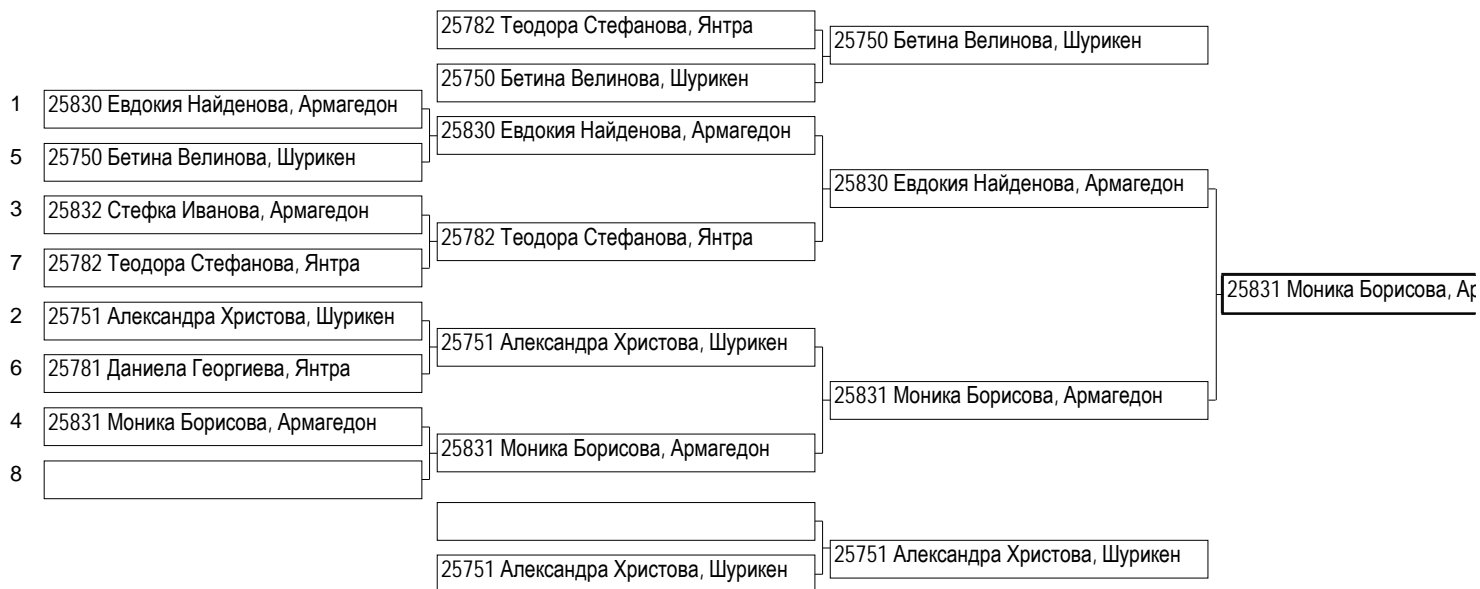 25782 Теодора Стефанова, Янтра
25750 Бетина Велинова, Шурикен
25750 Бетина Велинова, Шурикен
1 25830 Евдокия Найденова, Армагедон
25830 Евдокия Найденова, Армагедон
5 25750 Бетина Велинова, Шурикен
25830 Евдокия Найденова, Армагедон
3 25832 Стефка Иванова, Армагедон
25782 Теодора Стефанова, Янтра
7 25782 Теодора Стефанова, Янтра
25831 Моника Борисова, Ар
2 25751 Александра Христова, Шурикен
25751 Александра Христова, Шурикен
6 25781 Даниела Георгиева, Янтра
25831 Моника Борисова, Армагедон
4 25831 Моника Борисова, Армагедон
25831 Моника Борисова, Армагедон
8
25751 Александра Христова, Шурикен
25751 Александра Христова, Шурикен